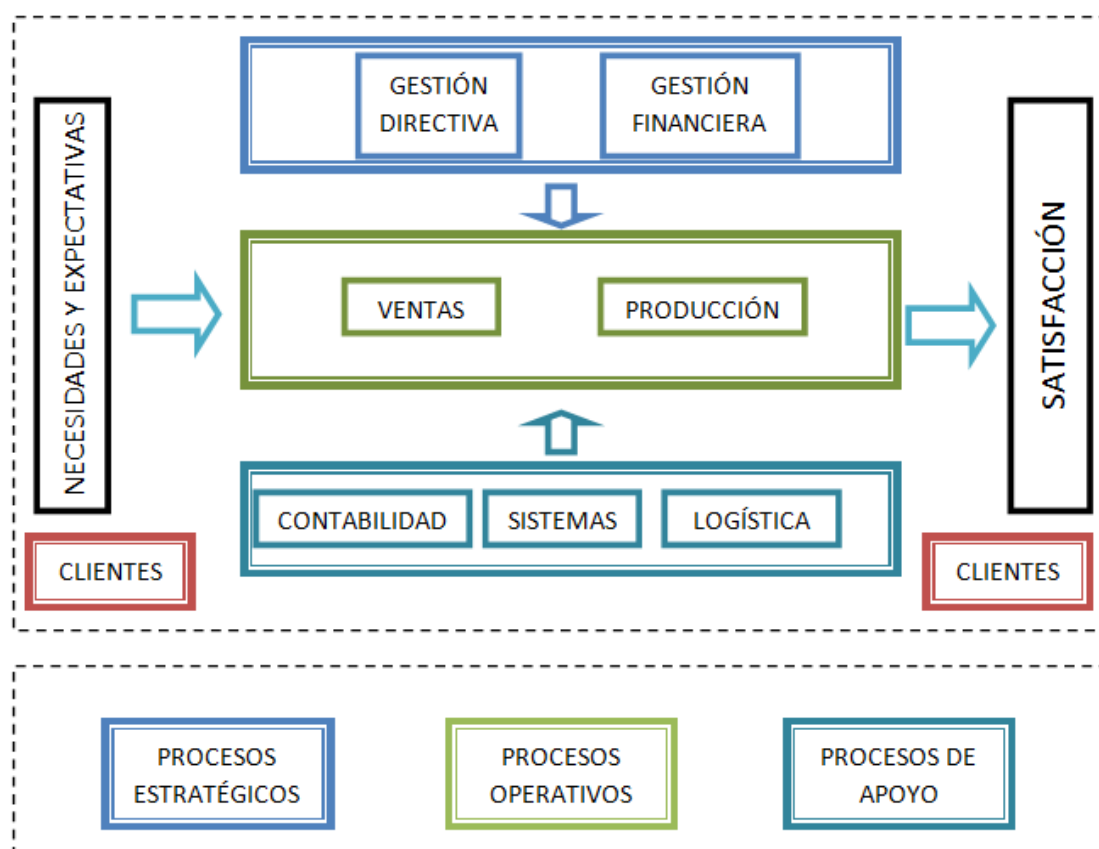 GESTIÓN
DIRECTIVA
GESTIÓN
FINANCIERA
NECESIDADES Y EXPECTATIVAS
VENTAS
PRODUCCIÓN
SATISFACCIÓN
CONTABILIDAD
SISTEMAS
LOGÍSTICA
CLIENTES
CLIENTES
PROCESOS
ESTRATÉGICOS
PROCESOS
OPERATIVOS
PROCESOS DE
APOYO